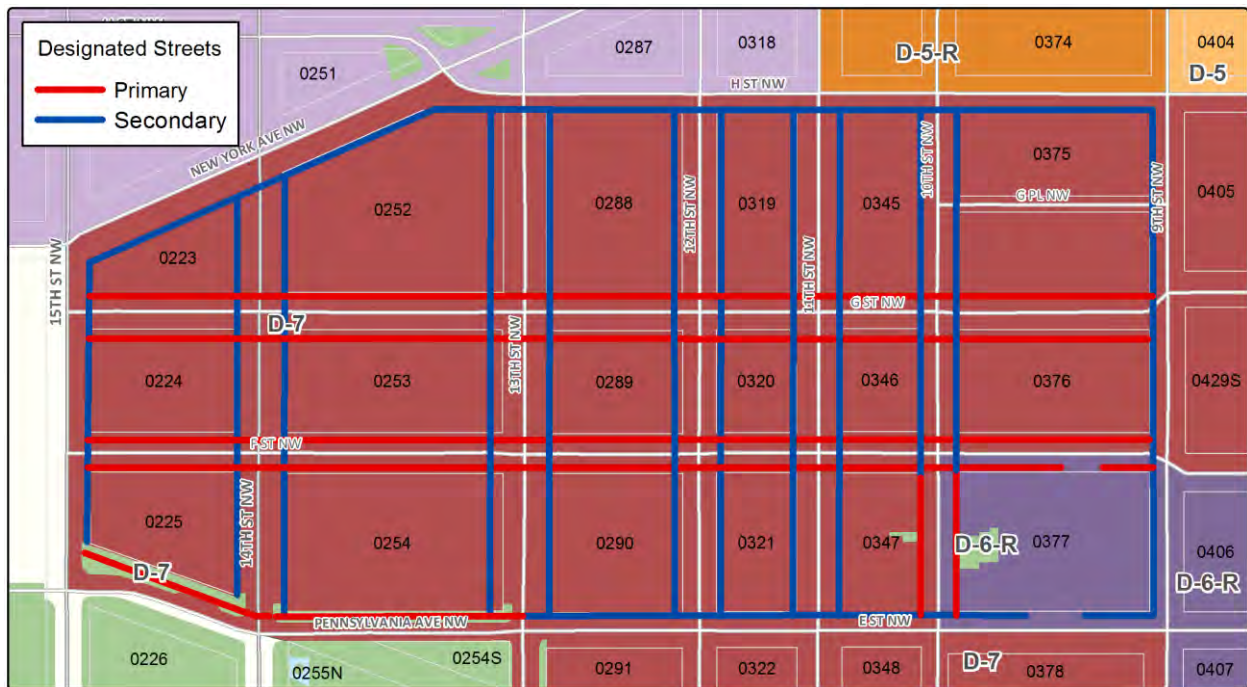 H ST NW
Designated Streets
Primary
Secondary
0251
0287
0318
D-5-R
0374
0404
D-5
H ST NW
NEW YORK AVE NW
10TH ST NW
0375
9TH ST NW
G PL NW
0405
0252
0288
12TH ST NW
0319
0345
15TH ST NW
0223
11TH ST NW
G ST NW
D-7
13TH ST NW
0224
0253
0289
0320
0346
0376
0429S
F ST NW
14TH ST NW
0225
0254
0290
0321
0347
D-6-R
0377
0406
D-7
D-6-R
PENNSYLVANIA AVE NW
E ST NW
0226
0255N
0254S
0291
0322
0348
D-7
0378
0407